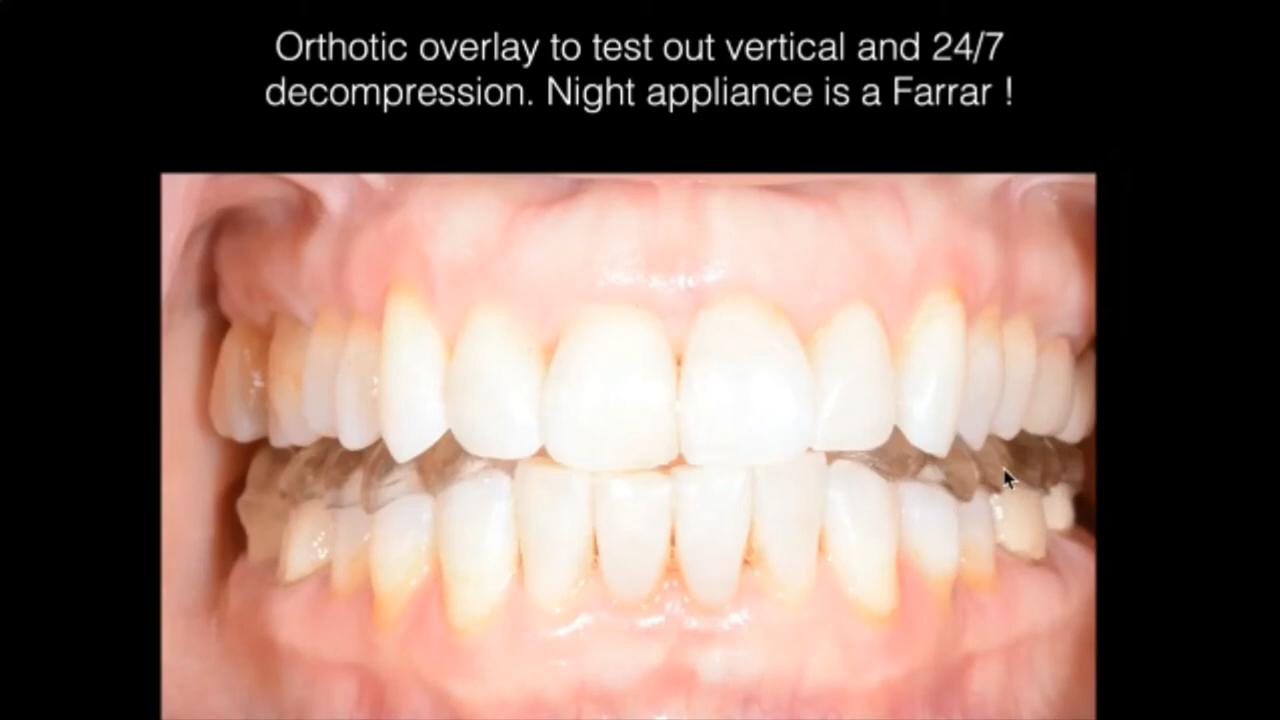 Orthotic overlay to test out vertical and 24/7
decompression. Night appliance is a Farrar !